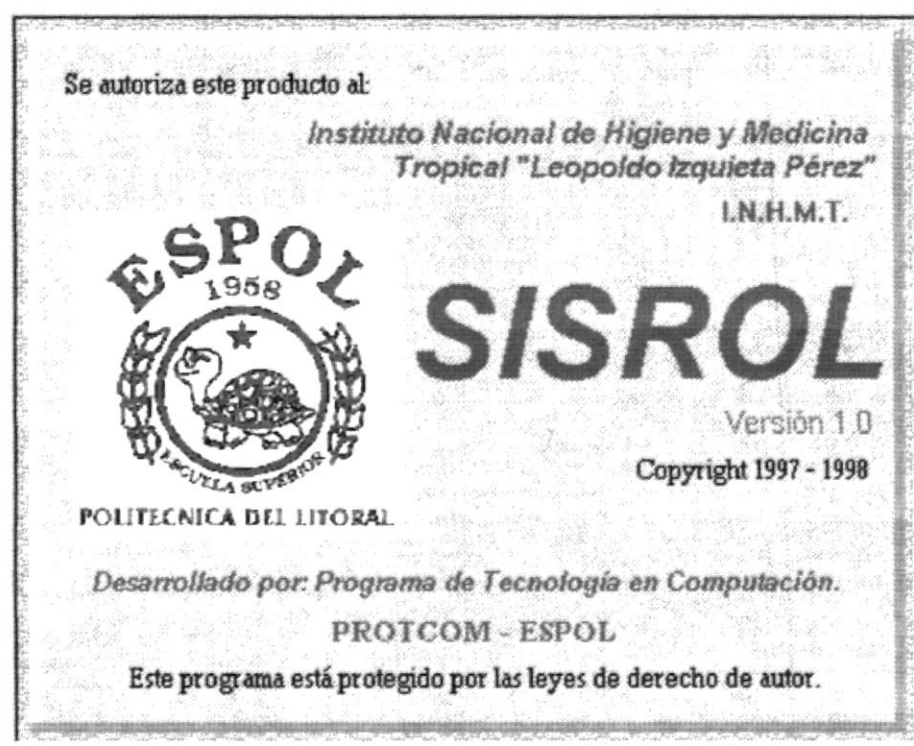 Se autoriza este producto al:
Instituto Nacional de Higiene y Medicina
Tropical "Leopoldo Izquieta Pérez"
I.N.H.M.T.
ESPOL
1958
ESCUELA SUPERIOR
POLITECNICA DEL LITORAL
SISROL
Versión 1.0
Copyright 1997 - 1998
Desarrollado por: Programa de Tecnología en Computación.
PROTCOM - ESPOL
Este programa está protegido por las leyes de derecho de autor.